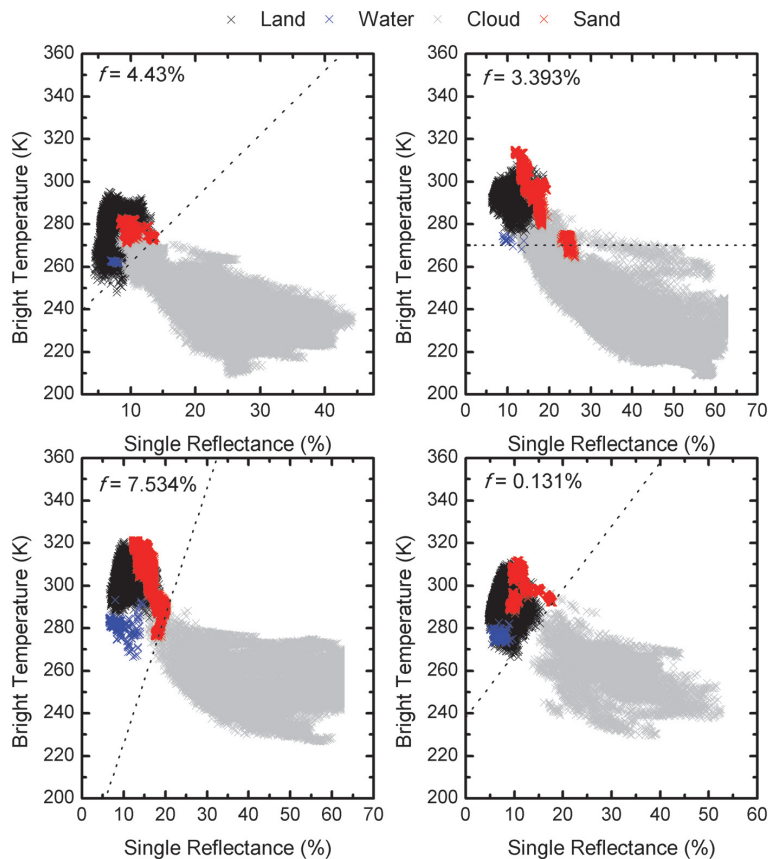 Land Water Cloud Sand
f = 4.43%
360
340
320
300
280
260
240
220
200
Bright Temperature (K)
10 20 30 40
Single Reflectance (%)
f = 3.393%
360
340
320
300
280
260
240
220
200
Bright Temperature (K)
0 10 20 30 40 50 60 70
Single Reflectance (%)
f = 7.534%
360
340
320
300
280
260
240
220
200
Bright Temperature (K)
0 10 20 30 40 50 60 70
Single Reflectance (%)
f = 0.131%
360
340
320
300
280
260
240
220
200
Bright Temperature (K)
0 10 20 30 40 50 60
Single Reflectance (%)